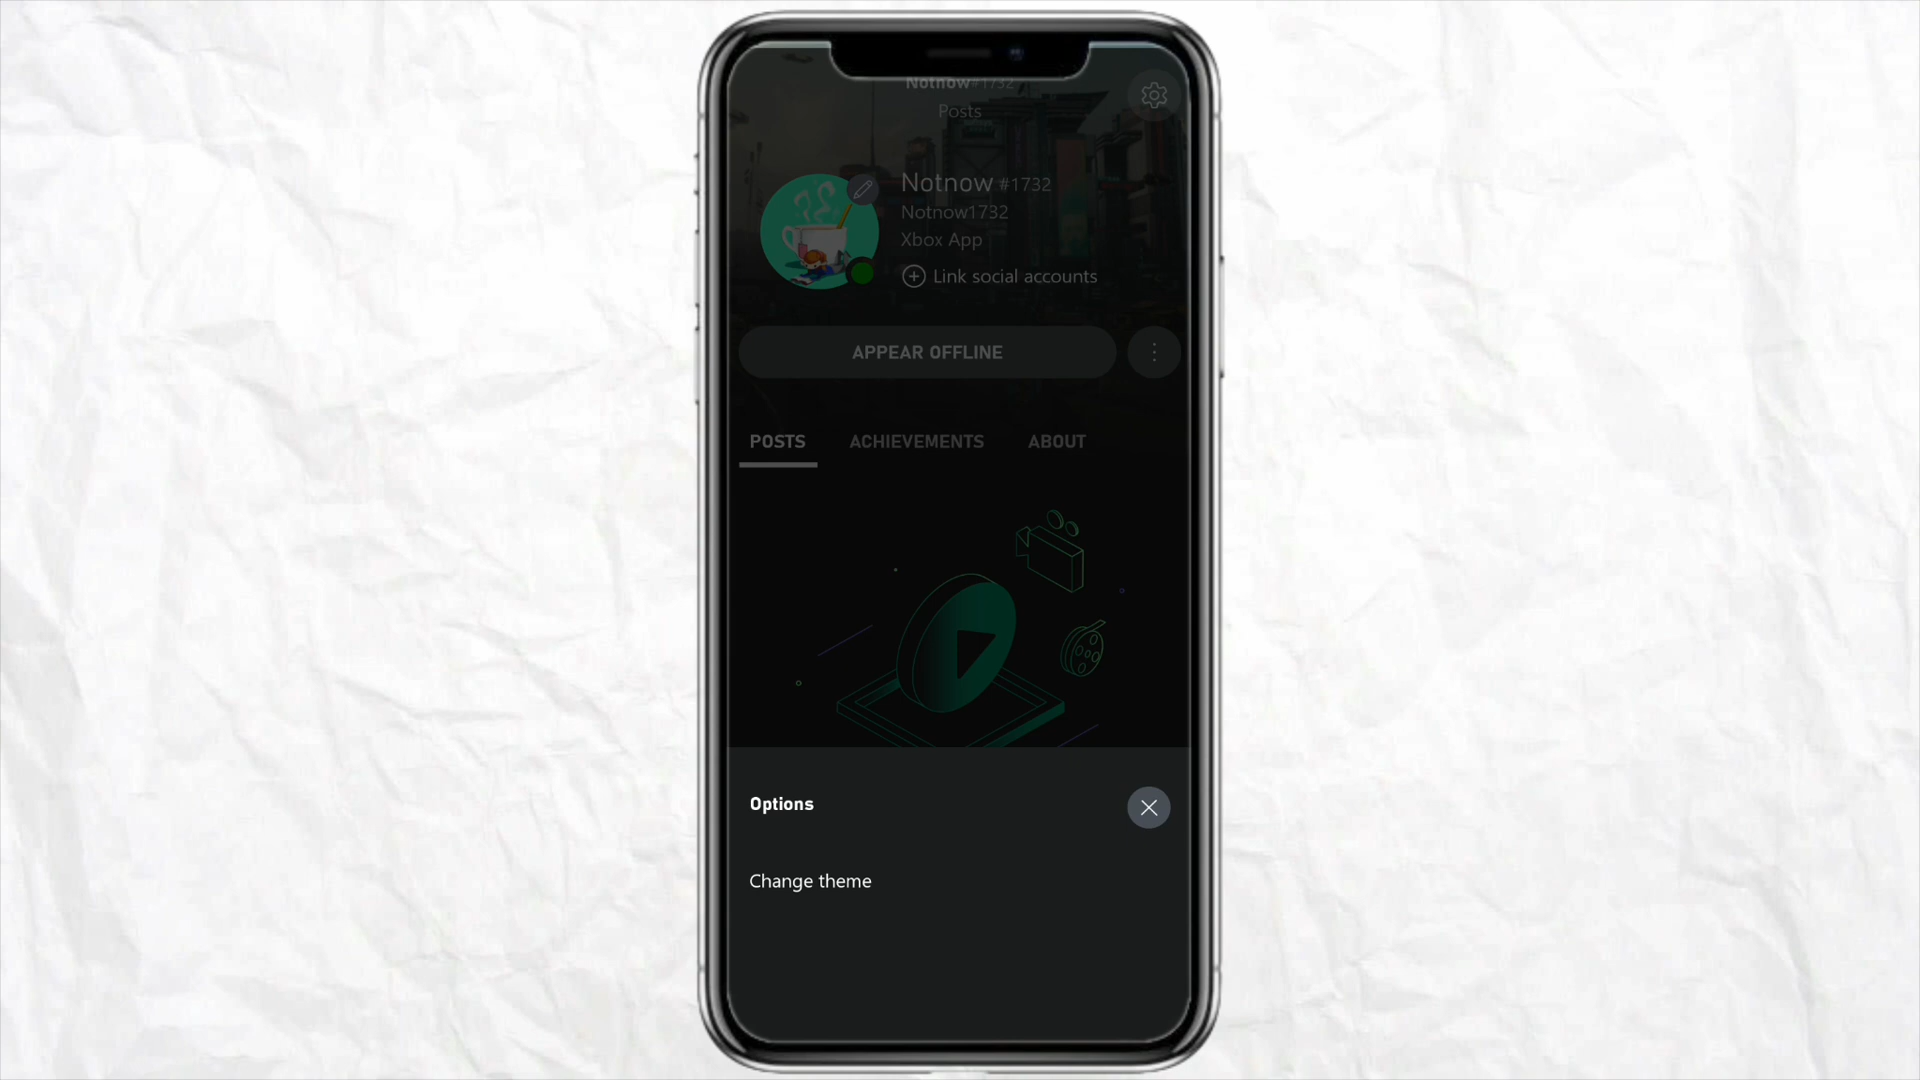 Notnow#1732
Posts
Notnow #1732
Notnow1732
Xbox App
Link social accounts
APPEAR OFFLINE
POSTS ACHIEVEMENTS ABOUT
Options
Change theme